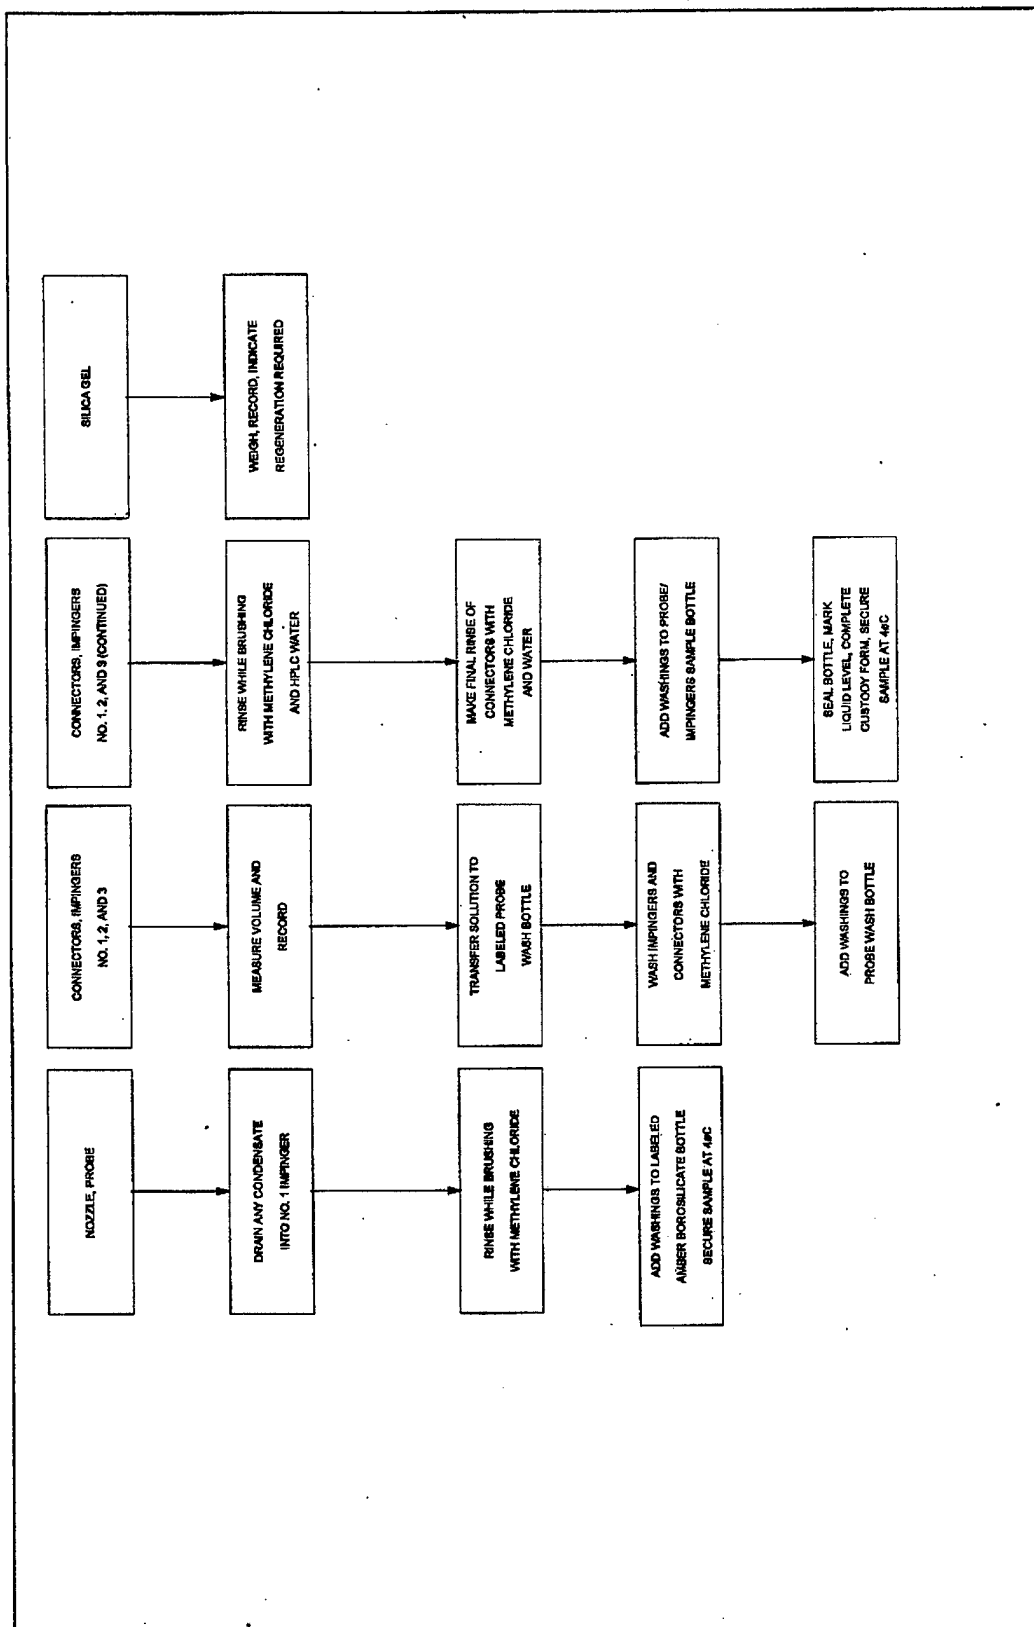 NOZZLE, PROBE
DRAIN ANY CONDENSATE
INTO NO. 1 IMPINGER
RINSE WHILE BRUSHING
WITH METHYLENE CHLORIDE
ADD WASHINGS TO LABELED
AMBER BOROSILICATE BOTTLE
SECURE SAMPLE AT 4øC
CONNECTORS, IMPINGERS
NO. 1, 2, AND 3
MEASURE VOLUME AND
RECORD
TRANSFER SOLUTION TO
LABELED PROBE
WASH BOTTLE
WASH IMPINGERS AND
CONNECTORS WITH
METHYLENE CHLORIDE
ADD WASHINGS TO
PROBE WASH BOTTLE
CONNECTORS, IMPINGERS
NO. 1, 2, AND 3 (CONTINUED)
RINSE WHILE BRUSHING
WITH METHYLENE CHLORIDE
AND HPLC WATER
MAKE FINAL RINSE OF
CONNECTORS WITH
METHYLENE CHLORIDE
AND WATER
ADD WASHINGS TO PROBE/
IMPINGERS SAMPLE BOTTLE
SEAL BOTTLE, MARK
LIQUID LEVEL, COMPLETE
CUSTODY FORM, SECURE
SAMPLE AT 4øC
SILICA GEL
WEIGH, RECORD, INDICATE
REGENERATION REQUIRED